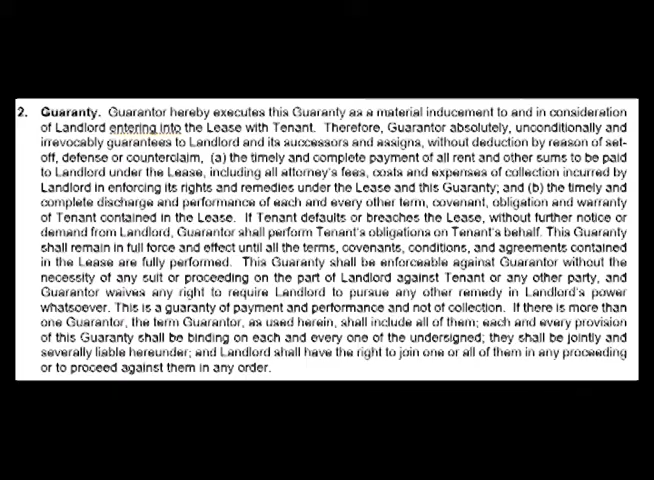 2. Guaranty. Guarantor hereby executes this Guaranty as a material inducement to and in consideration
of Landlord entering into the Lease with Tenant. Therefore, Guarantor absolutely, unconditionally and
irrevocably guarantees to Landlord and its successors and assigns, without deduction by reason of set-
off, defense or counterclaim, (a) the timely and complete payment of all rent and other sums to be paid
to Landlord under the Lease, including all attorney's fees, costs and expenses of collection incurred by
Landlord in enforcing its rights and remedies under the Lease and this Guaranty; and (b) the timely and
complete discharge and performance of each and every other term, covenant, obligation and warranty
of Tenant contained in the Lease. If Tenant defaults or breaches the Lease, without further notice or
demand from Landlord, Guarantor shall perform Tenant's obligations on Tenant's behalf. This Guaranty
shall remain in full force and effect until all the terms, covenants, conditions, and agreements contained
in the Lease are fully performed. This Guaranty shall be enforceable against Guarantor without the
necessity of any suit or proceeding on the part of Landlord against Tenant or any other party, and
Guarantor waives any right to require Landlord to pursue any other remedy in Landlord's power
whatsoever. This is a guaranty of payment and performance and not of collection. If there is more than
one Guarantor, the term Guarantor, as used herein, shall include all of them; each and every provision
of this Guaranty shall be binding on each and every one of the undersigned; they shall be jointly and
severally liable hereunder; and Landlord shall have the right to join one or all of them in any proceeding
or to proceed against them in any order.